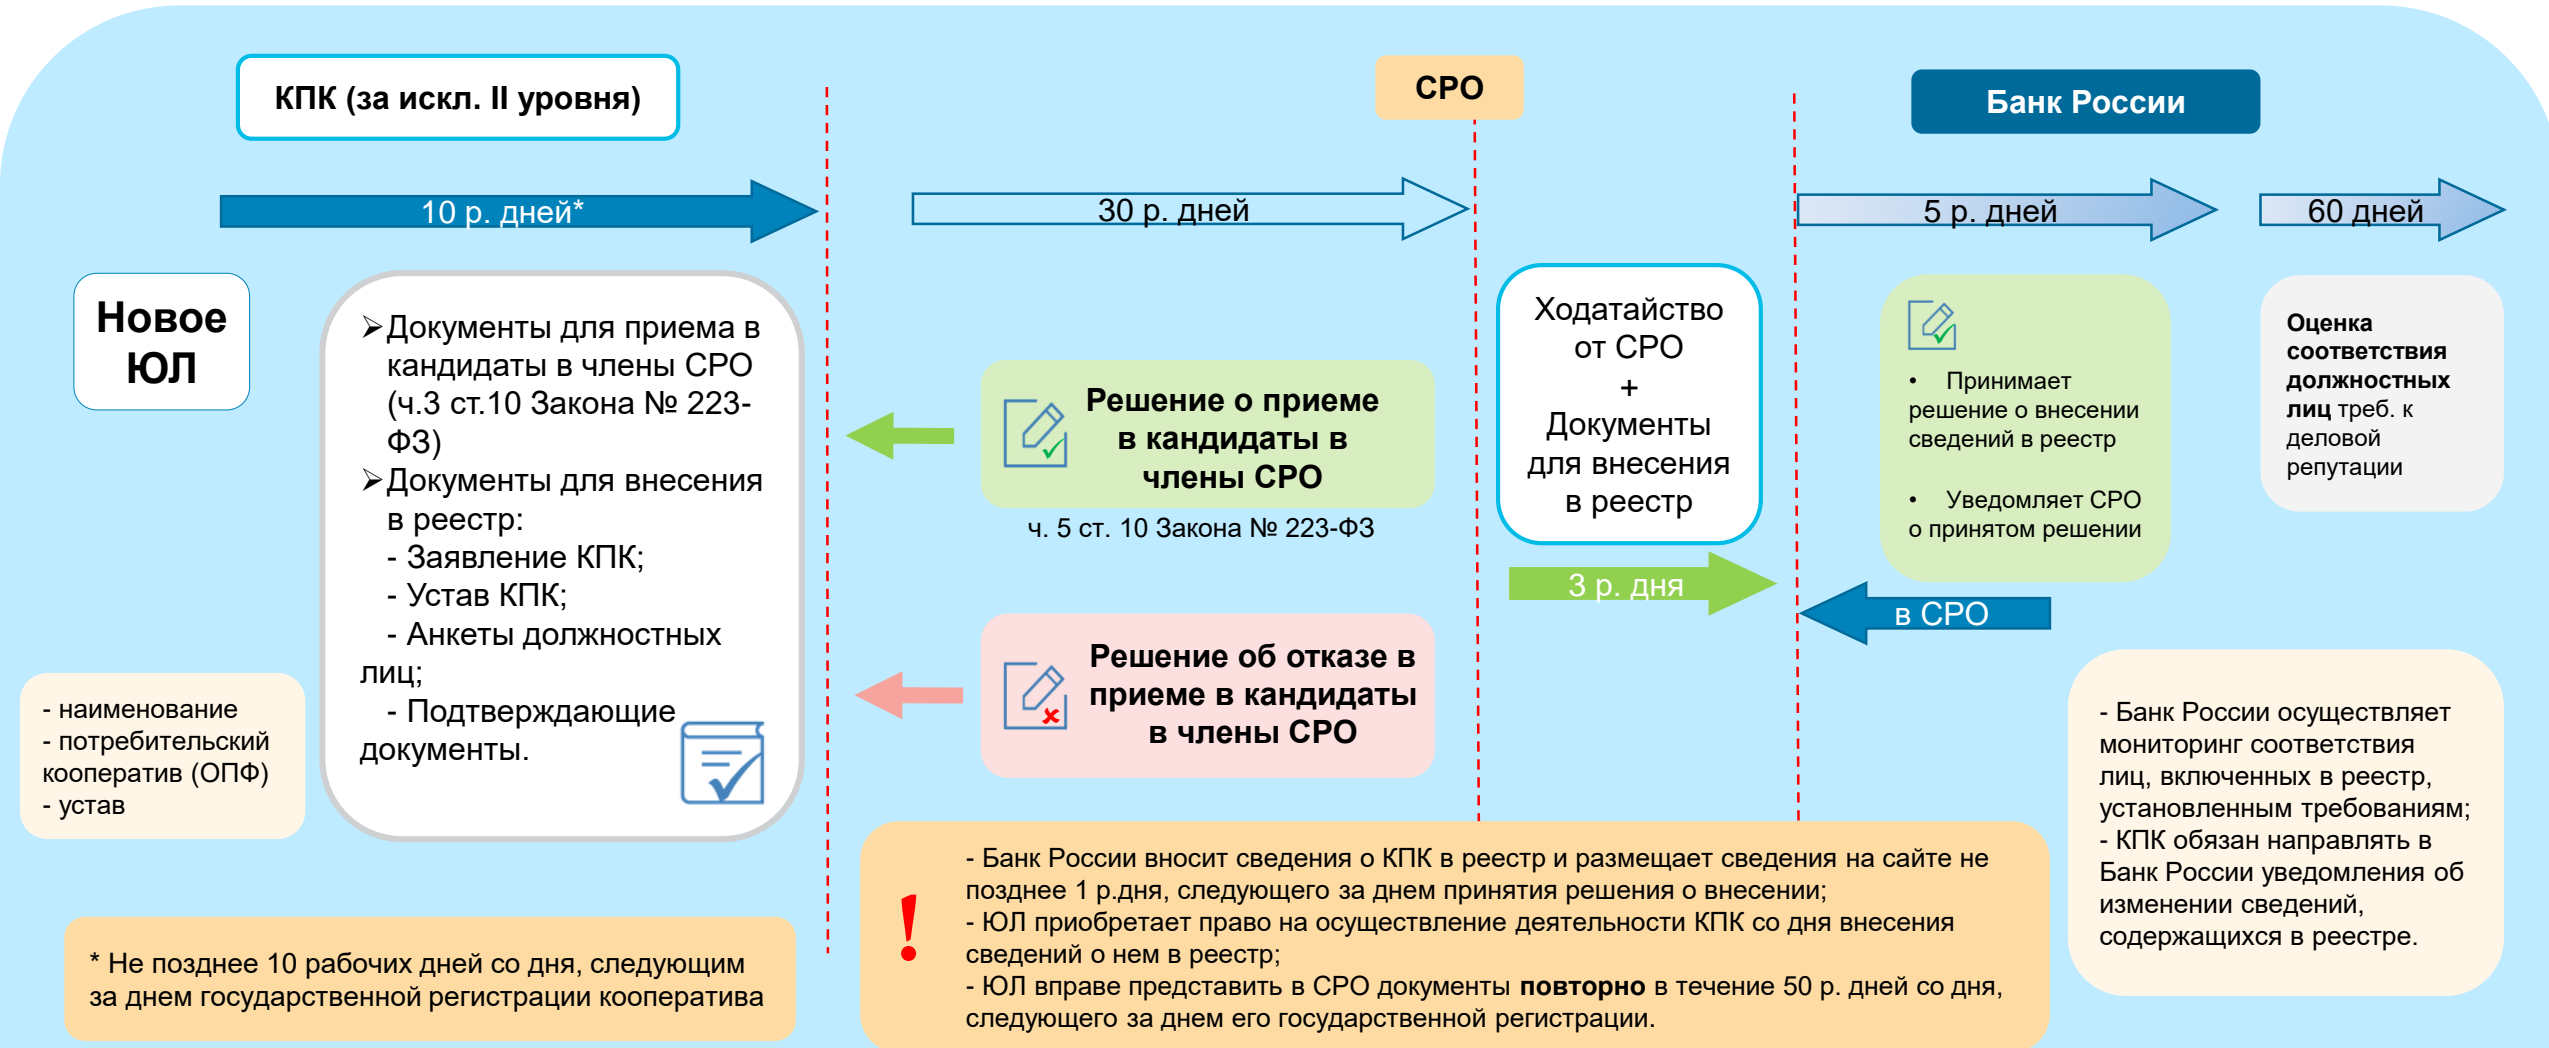 КПК (за искл. II уровня)
СРО
Банк России
10 р. дней*
30 р. дней
5 р. дней
60 дней
Новое
ЮЛ
- наименование
- потребительский
кооператив (ОПФ)
- устав
➢Документы для приема в
кандидаты в члены СРО
(ч.3 ст.10 Закона № 223-
ФЗ)
➢Документы для внесения
в реестр:
- Заявление КПК;
- Устав КПК;
- Анкеты должностных
лиц;
- Подтверждающие
документы.
* Не позднее 10 рабочих дней со дня, следующим
за днем государственной регистрации кооператива
Решение о приеме
в кандидаты в
члены СРО
ч. 5 ст. 10 Закона № 223-ФЗ
Решение об отказе в
приеме в кандидаты
в члены СРО
Ходатайство
от СРО
+
Документы
для внесения
в реестр
3 р. дня
• Принимает
решение о внесении
сведений в реестр
• Уведомляет СРО
о принятом решении
в СРО
Оценка
соответствия
должностных
лиц треб. к
деловой
репутации
- Банк России осуществляет
мониторинг соответствия
лиц, включенных в реестр,
установленным требованиям;
- КПК обязан направлять в
Банк России уведомления об
изменении сведений,
содержащихся в реестре.
!
- Банк России вносит сведения о КПК в реестр и размещает сведения на сайте не
позднее 1 р.дня, следующего за днем принятия решения о внесении;
- ЮЛ приобретает право на осуществление деятельности КПК со дня внесения
сведений о нем в реестр;
- ЮЛ вправе представить в СРО документы повторно в течение 50 р. дней со дня,
следующего за днем его государственной регистрации.